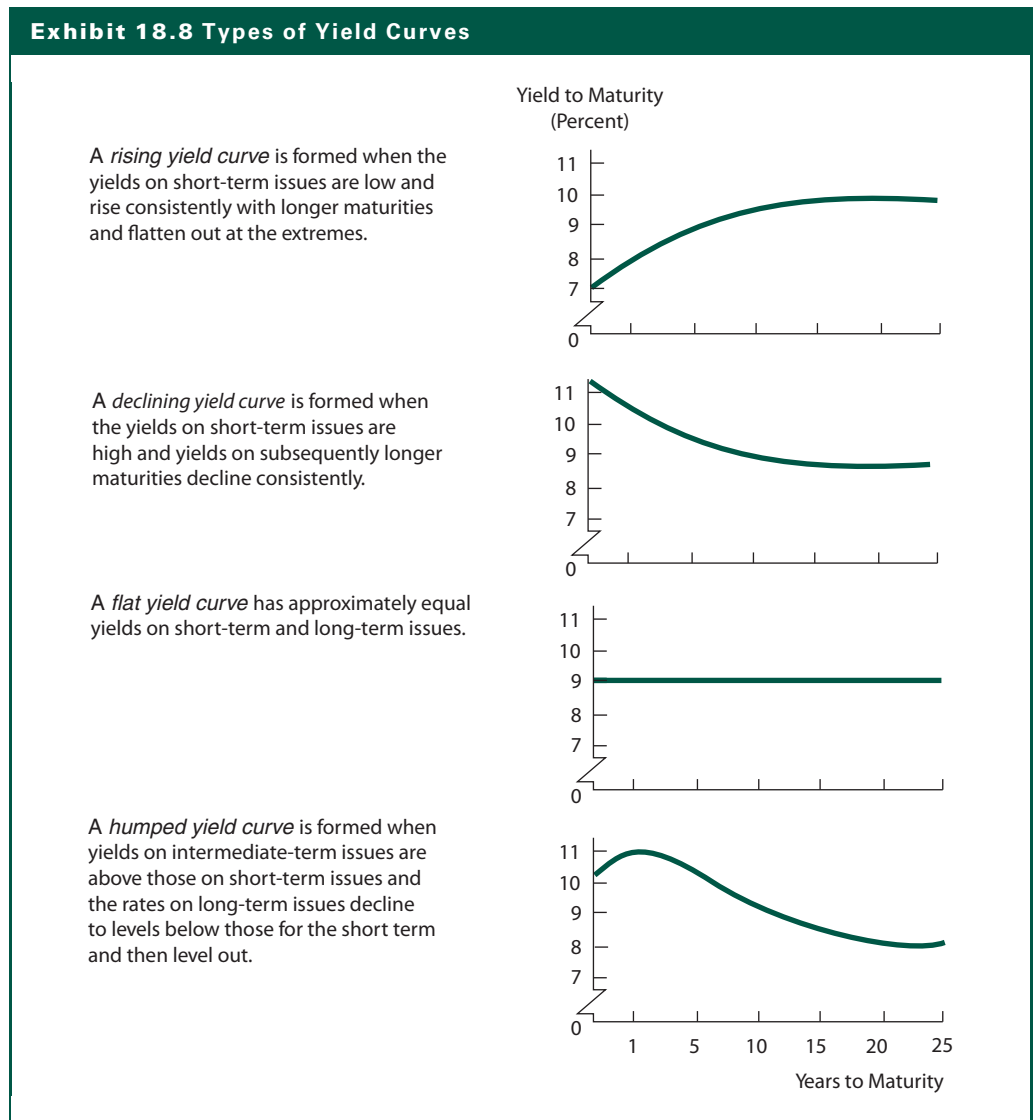 Exhibit 18.8 Types of Yield Curves
Yield to Maturity
(Percent)
A rising yield curve is formed when the
yields on short-term issues are low and
rise consistently with longer maturities
and flatten out at the extremes.
11
10
9
8
7
0
A declining yield curve is formed when
the yields on short-term issues are
high and yields on subsequently longer
maturities decline consistently.
11
10
9
8
7
0
A flat yield curve has approximately equal
yields on short-term and long-term issues.
11
10
9
8
7
0
A humped yield curve is formed when
yields on intermediate-term issues are
above those on short-term issues and
the rates on long-term issues decline
to levels below those for the short term
and then level out.
11
10
9
8
7
0
1 5 10 15 20 25
Years to Maturity